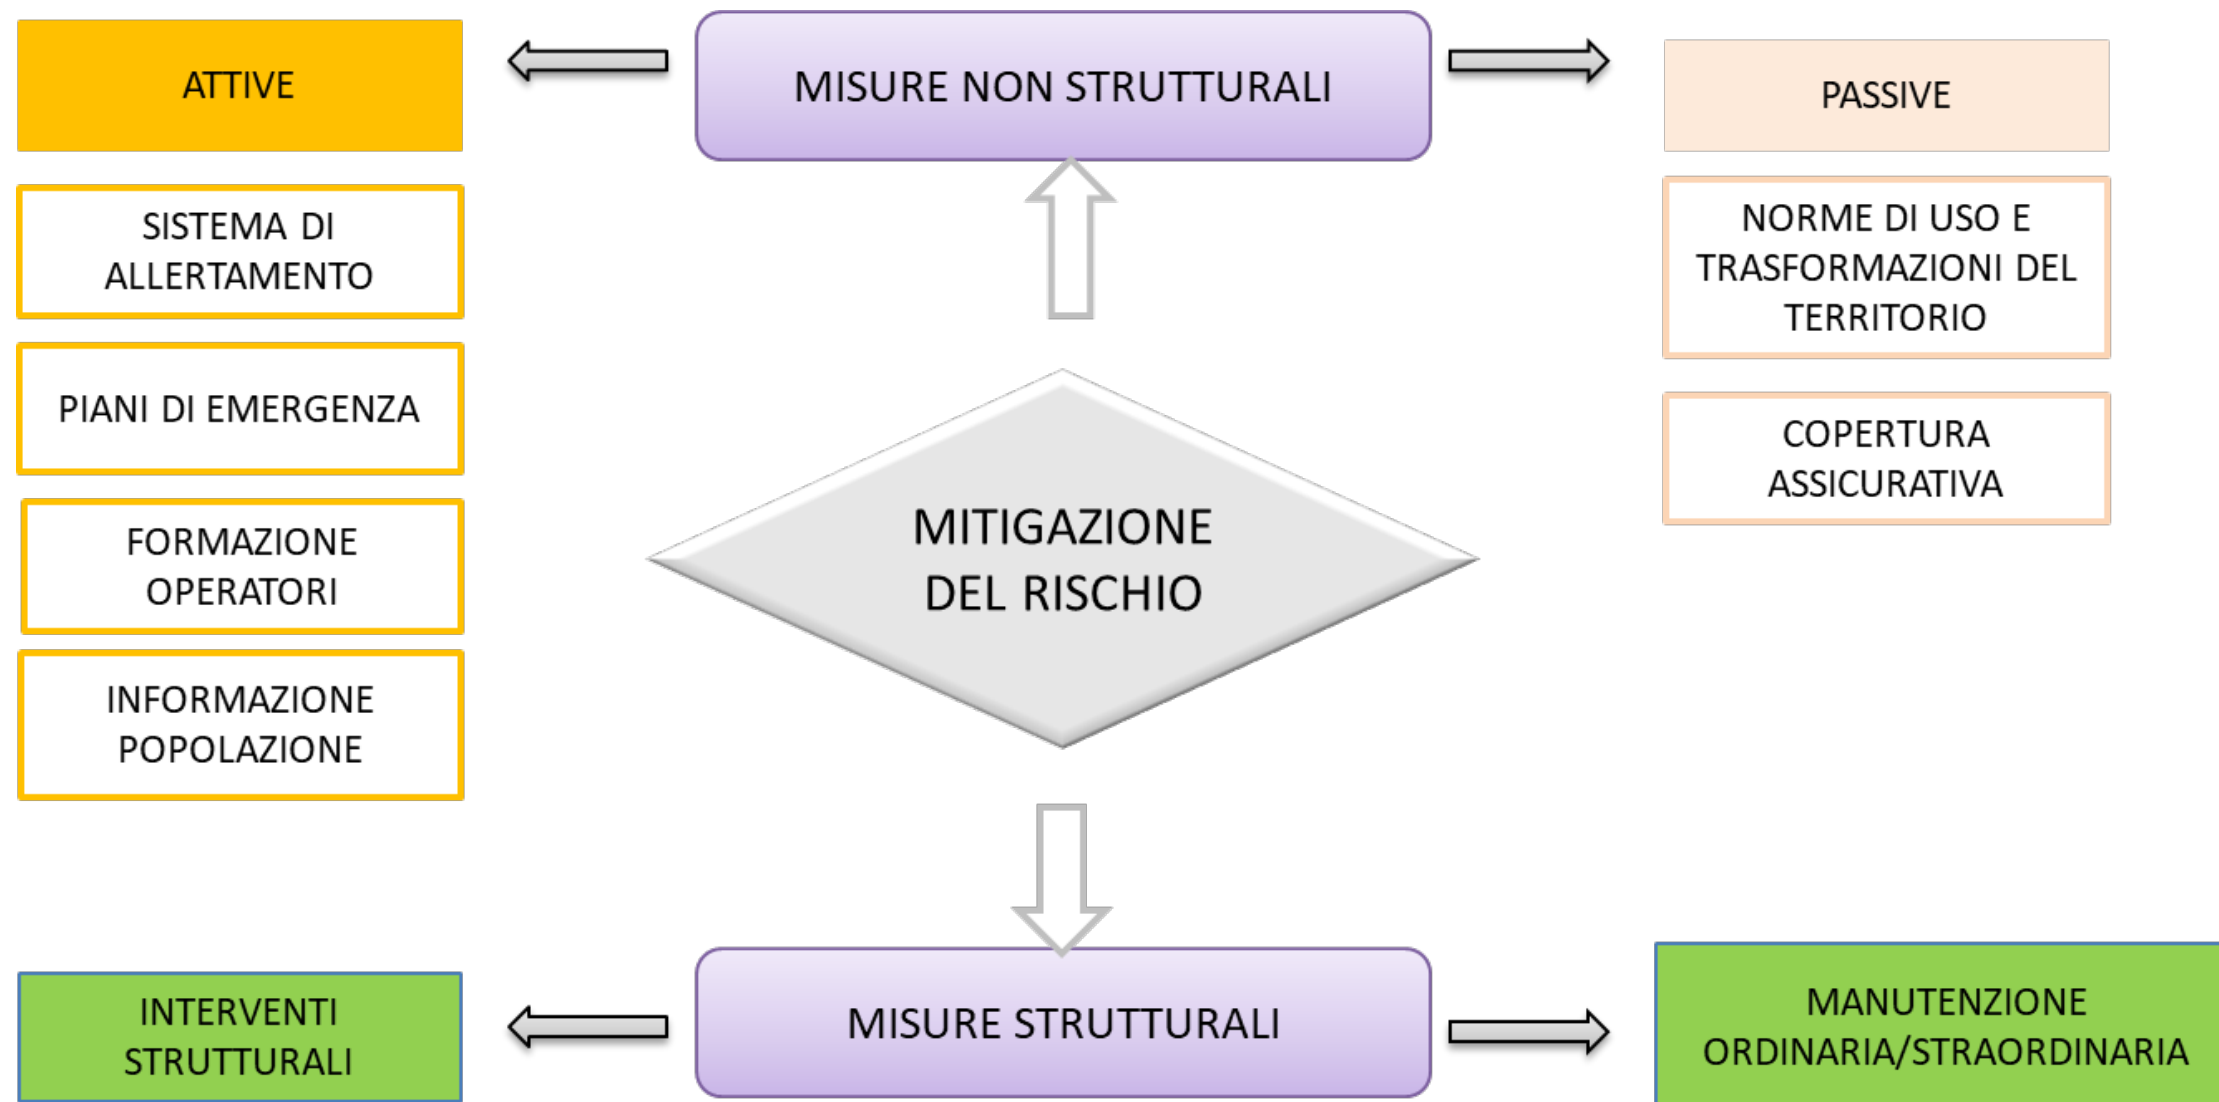 ATTIVE
MISURE NON STRUTTURALI
PASSIVE
SISTEMA DI
ALLERTAMENTO
PIANI DI EMERGENZA
FORMAZIONE
OPERATORI
INFORMAZIONE
POPOLAZIONE
NORME DI USO E
TRASFORMAZIONI DEL
TERRITORIO
COPERTURA
ASSICURATIVA
MITIGAZIONE
DEL RISCHIO
INTERVENTI
STRUTTURALI
MISURE STRUTTURALI
MANUTENZIONE
ORDINARIA/STRAORDINARIA